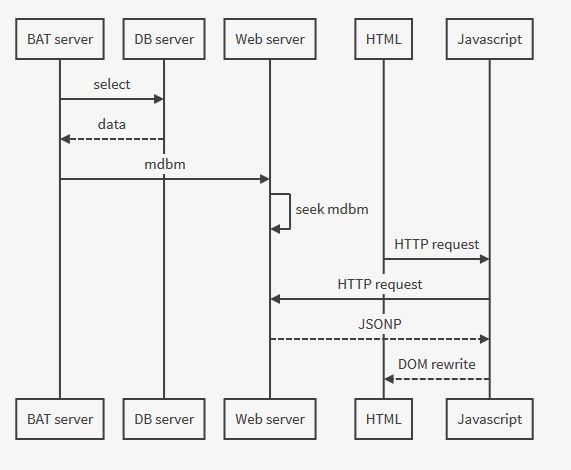 BAT server
DB server
Web server
HTML
Javascript
select
data
mdbm
seek mdbm
HTTP request
HTTP request
JSONP
DOM rewrite
BAT server
DB server
Web server
HTML
Javascript